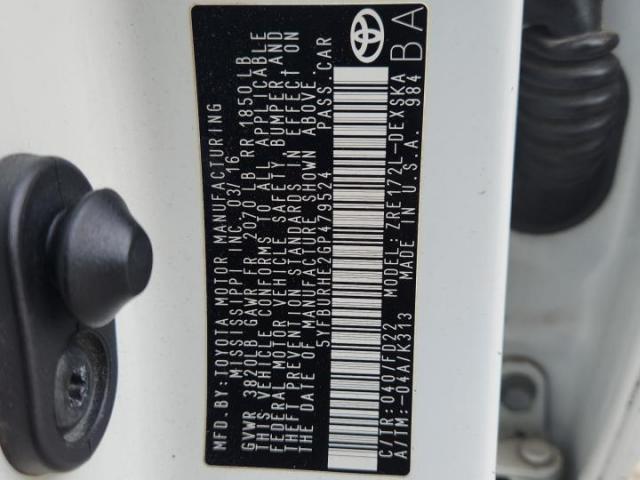 MFD.BY:TOYOTA MOTOR MANUFACTURING
MISSISSIPPI INC. 03/16
GVWR 3820LB GAWR FR 2070 LB RR 1850LB
THIS VEHICLE CONFORMS TO ALL APPLICABLE
FEDERAL MOTOR VEHICLE SAFETY, BUMPER,AND
THEFT PREVENTION STANDARDS IN EFFECT ON
THE DATE OF MANUFACTURE SHOWN ABOVE.
5YFBURHE2GP479524 PASS.CAR
C/TR: 040/FD22 MODEL: ZRE172L-DEXSKA
A/TM:-04A/K313 MADE IN U.S.A. 984
BA